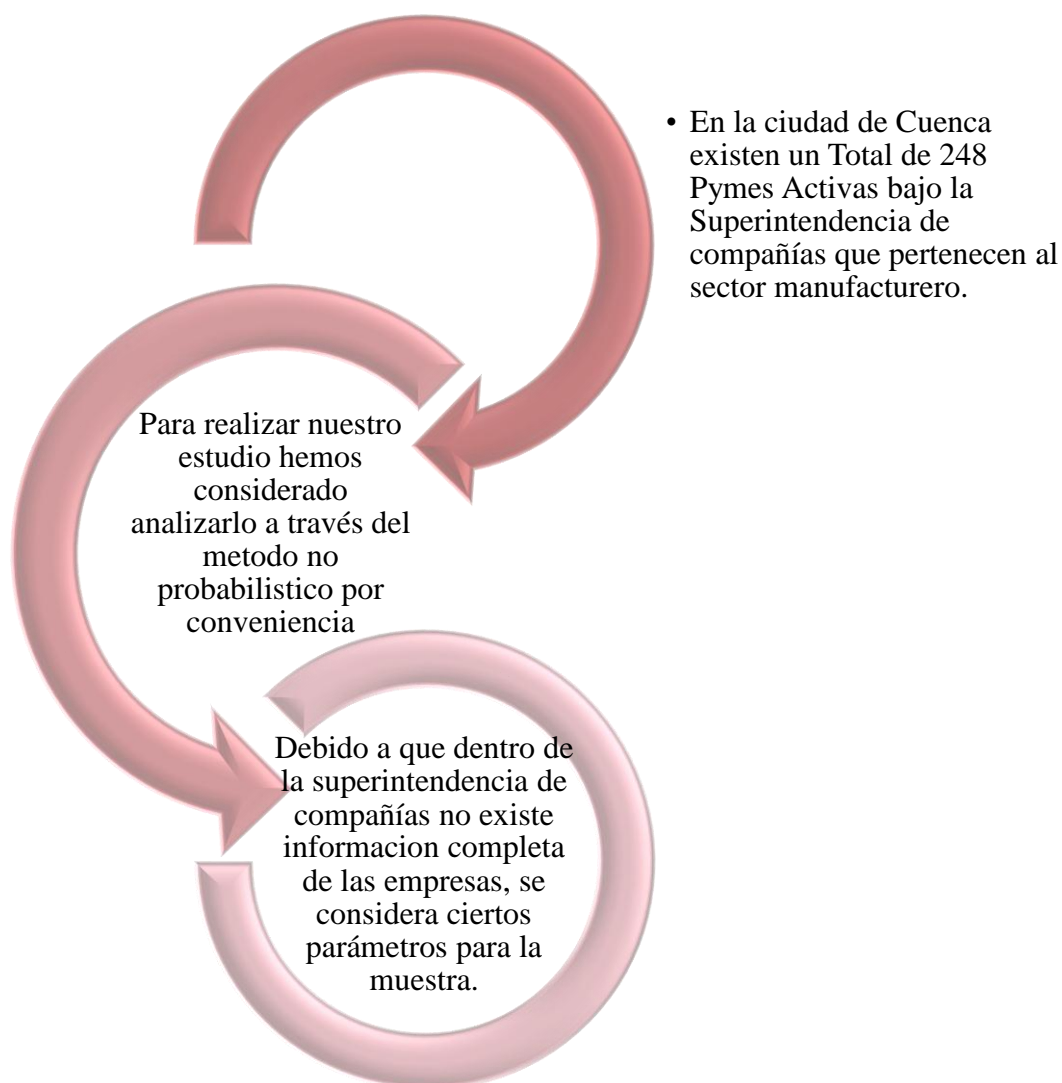 • En la ciudad de Cuenca
existen un Total de 248
Pymes Activas bajo la
Superintendencia de
compañías que pertenecen al
sector manufacturero.
Para realizar nuestro
estudio hemos
considerado
analizarlo a través del
metodo no
probabilistico por
conveniencia
Debido a que dentro de
la superintendencia de
compañías no existe
informacion completa
de las empresas, se
considera ciertos
parámetros para la
muestra.